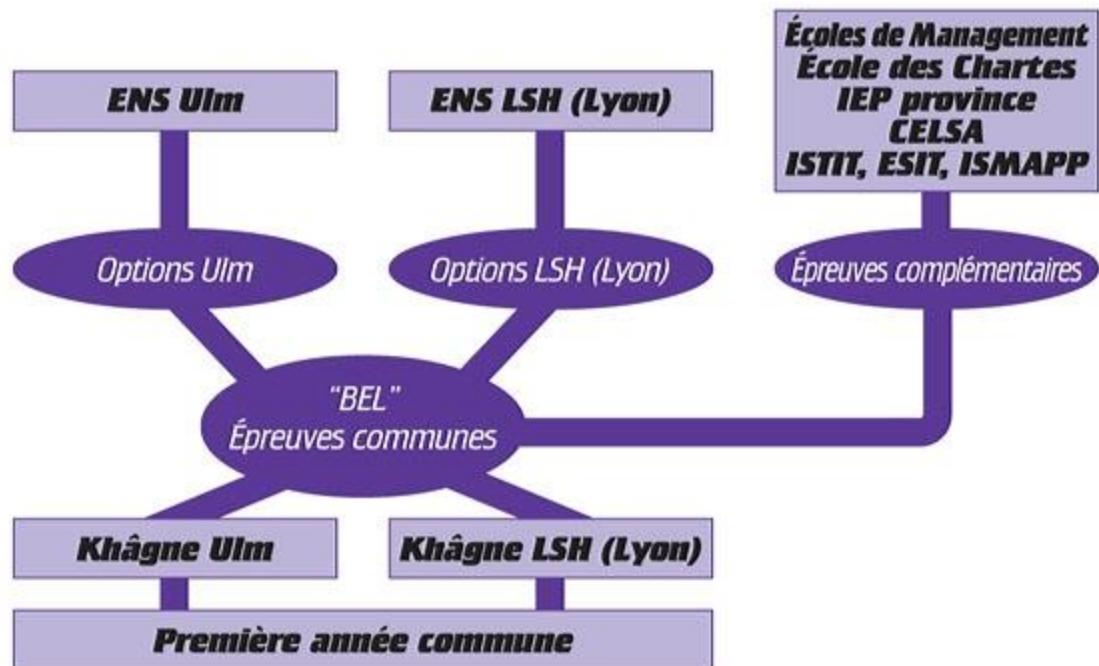 Écoles de Management
École des Chartes
IEP province
CELSA
ISTIT, ESIT, ISMAPP
ENS Ulm
ENS LSH (Lyon)
Options Ulm
Options LSH (Lyon)
Épreuves complémentaires
"BEL"
Épreuves communes
Khâgne Ulm
Khâgne LSH (Lyon)
Première année commune